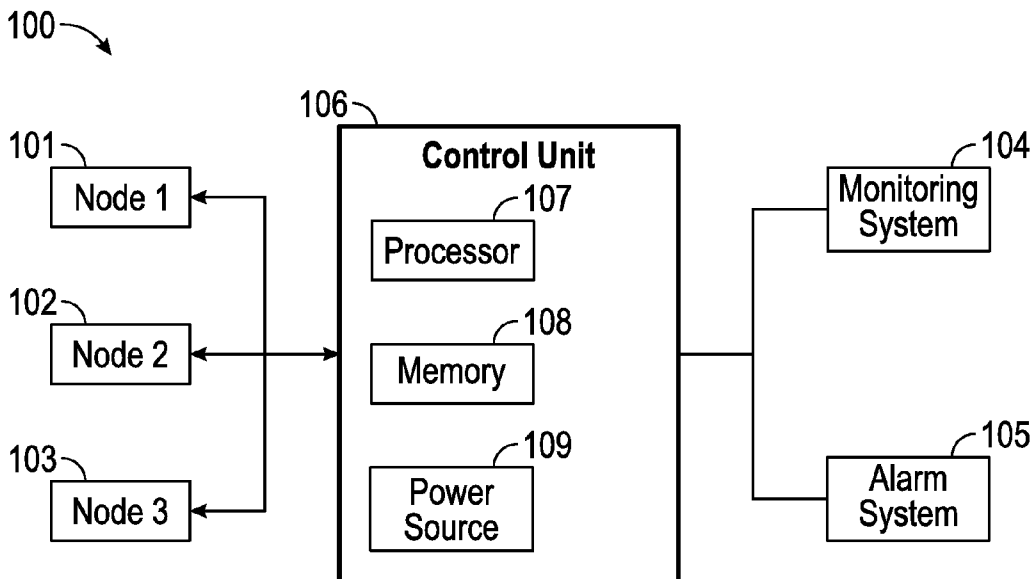 100
106
101
Node 1
102
Node 2
103
Node 3
Control Unit
107
Processor
108
Memory
109
Power
Source
104
Monitoring
System
105
Alarm
System